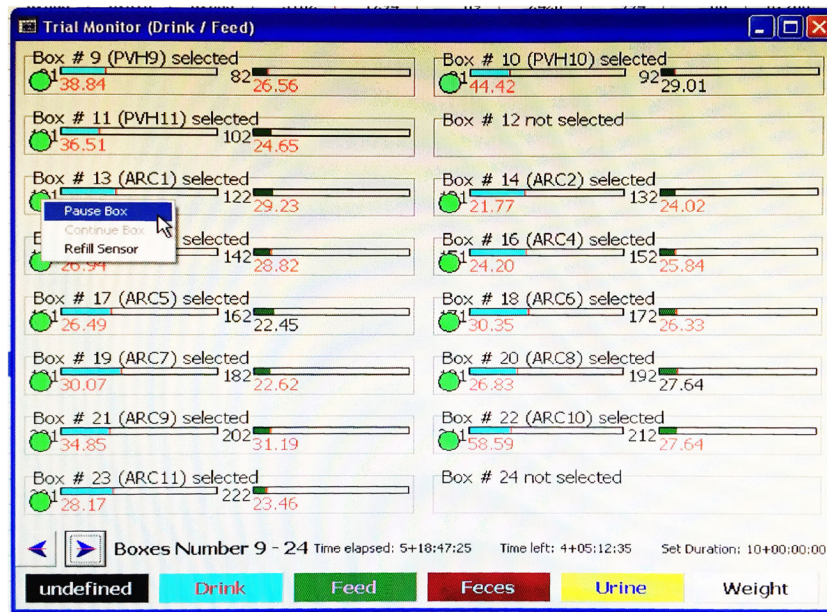 Trial Monitor (Drink / Feed)
Box # 9 (PVH9) selected
38.84 82 26.56
Box # 10 (PVH10) selected
44.42 92 29.01
Box # 11 (PVH11) selected
36.51 102 24.65
Box # 12 not selected
Box # 13 (ARC1) selected
122 29.23
Box # 14 (ARC2) selected
21.77 132 24.02
Pause Box
Continue Box
Refill Sensor
selected
26.94 142 28.82
Box # 16 (ARC4) selected
24.20 152 25.84
Box # 17 (ARC5) selected
26.49 162 22.45
Box # 18 (ARC6) selected
30.35 172 26.33
Box # 19 (ARC7) selected
30.07 182 22.62
Box # 20 (ARC8) selected
26.83 192 27.64
Box # 21 (ARC9) selected
34.85 202 31.19
Box # 22 (ARC10) selected
58.59 212 27.64
Box # 23 (ARC11) selected
28.17 222 23.46
Box # 24 not selected
Boxes Number 9 - 24 Time elapsed: 5+18:47:25 Time left: 4+05:12:35 Set Duration: 10+00:00:00
undefined Drink Feed Feces Urine Weight